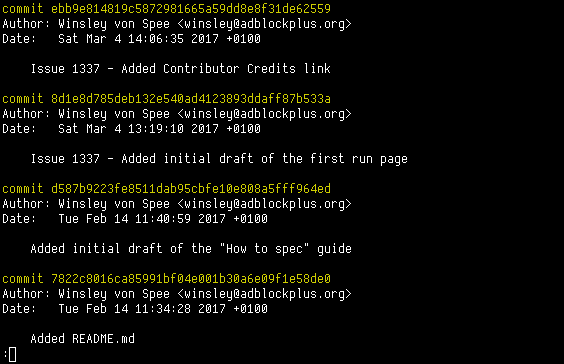 commit ebb9e814819c5872981665a59dd8e8f31de62559
Author: Winsley von Spee <winsley@adblockplus.org>
Date:   Sat Mar 4 14:06:35 2017 +0100
    Issue 1337 - Added Contributor Credits link
commit 8d1e8d785deb132e540ad4123893ddaff87b533a
Author: Winsley von Spee <winsley@adblockplus.org>
Date:   Sat Mar 4 13:19:10 2017 +0100
    Issue 1337 - Added initial draft of the first run page
commit d587b9223fe8511dab95cbfe10e808a5fff964ed
Author: Winsley von Spee <winsley@adblockplus.org>
Date:   Tue Feb 14 11:40:59 2017 +0100
    Added initial draft of the "How to spec" guide
commit 7822c8016ca85991bf04e001b30a6e09f1e58de0
Author: Winsley von Spee <winsley@adblockplus.org>
Date:   Tue Feb 14 11:34:28 2017 +0100
    Added README.md
: